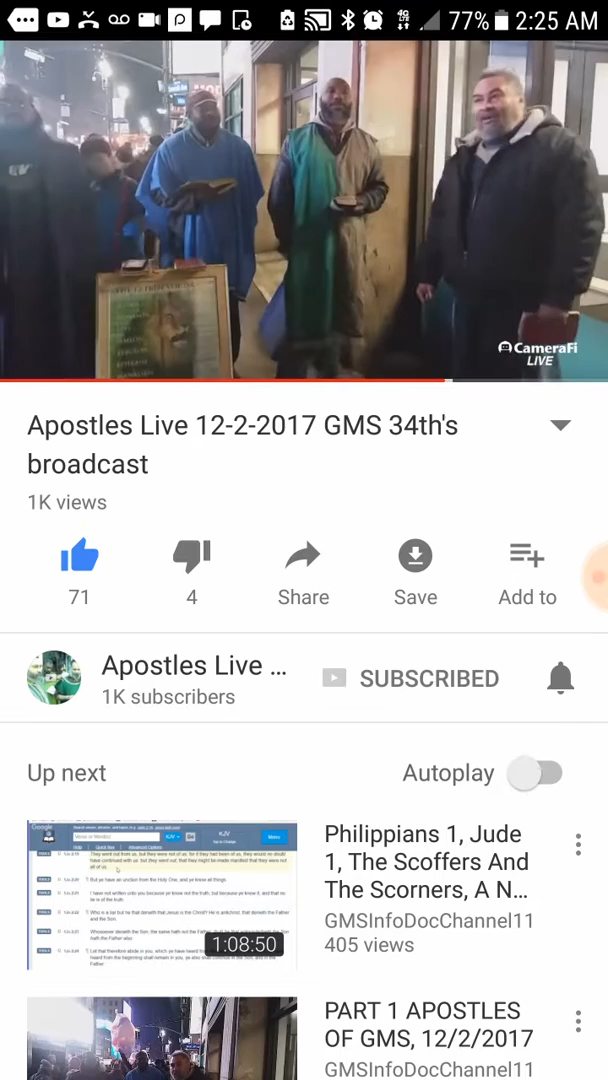 77% 2:25 AM
CameraFi
LIVE
Apostles Live 12-2-2017 GMS 34th's
broadcast
1K views
71
4
Share
Save
Add to
Apostles Live ...
1K subscribers
SUBSCRIBED
Up next
Autoplay
Google
KJV
1:08:50
Philippians 1, Jude
1, The Scoffers And
The Scorners, A N...
GMSInfoDocChannel11
405 views
PART 1 APOSTLES
OF GMS, 12/2/2017
GMSInfoDocChannel11